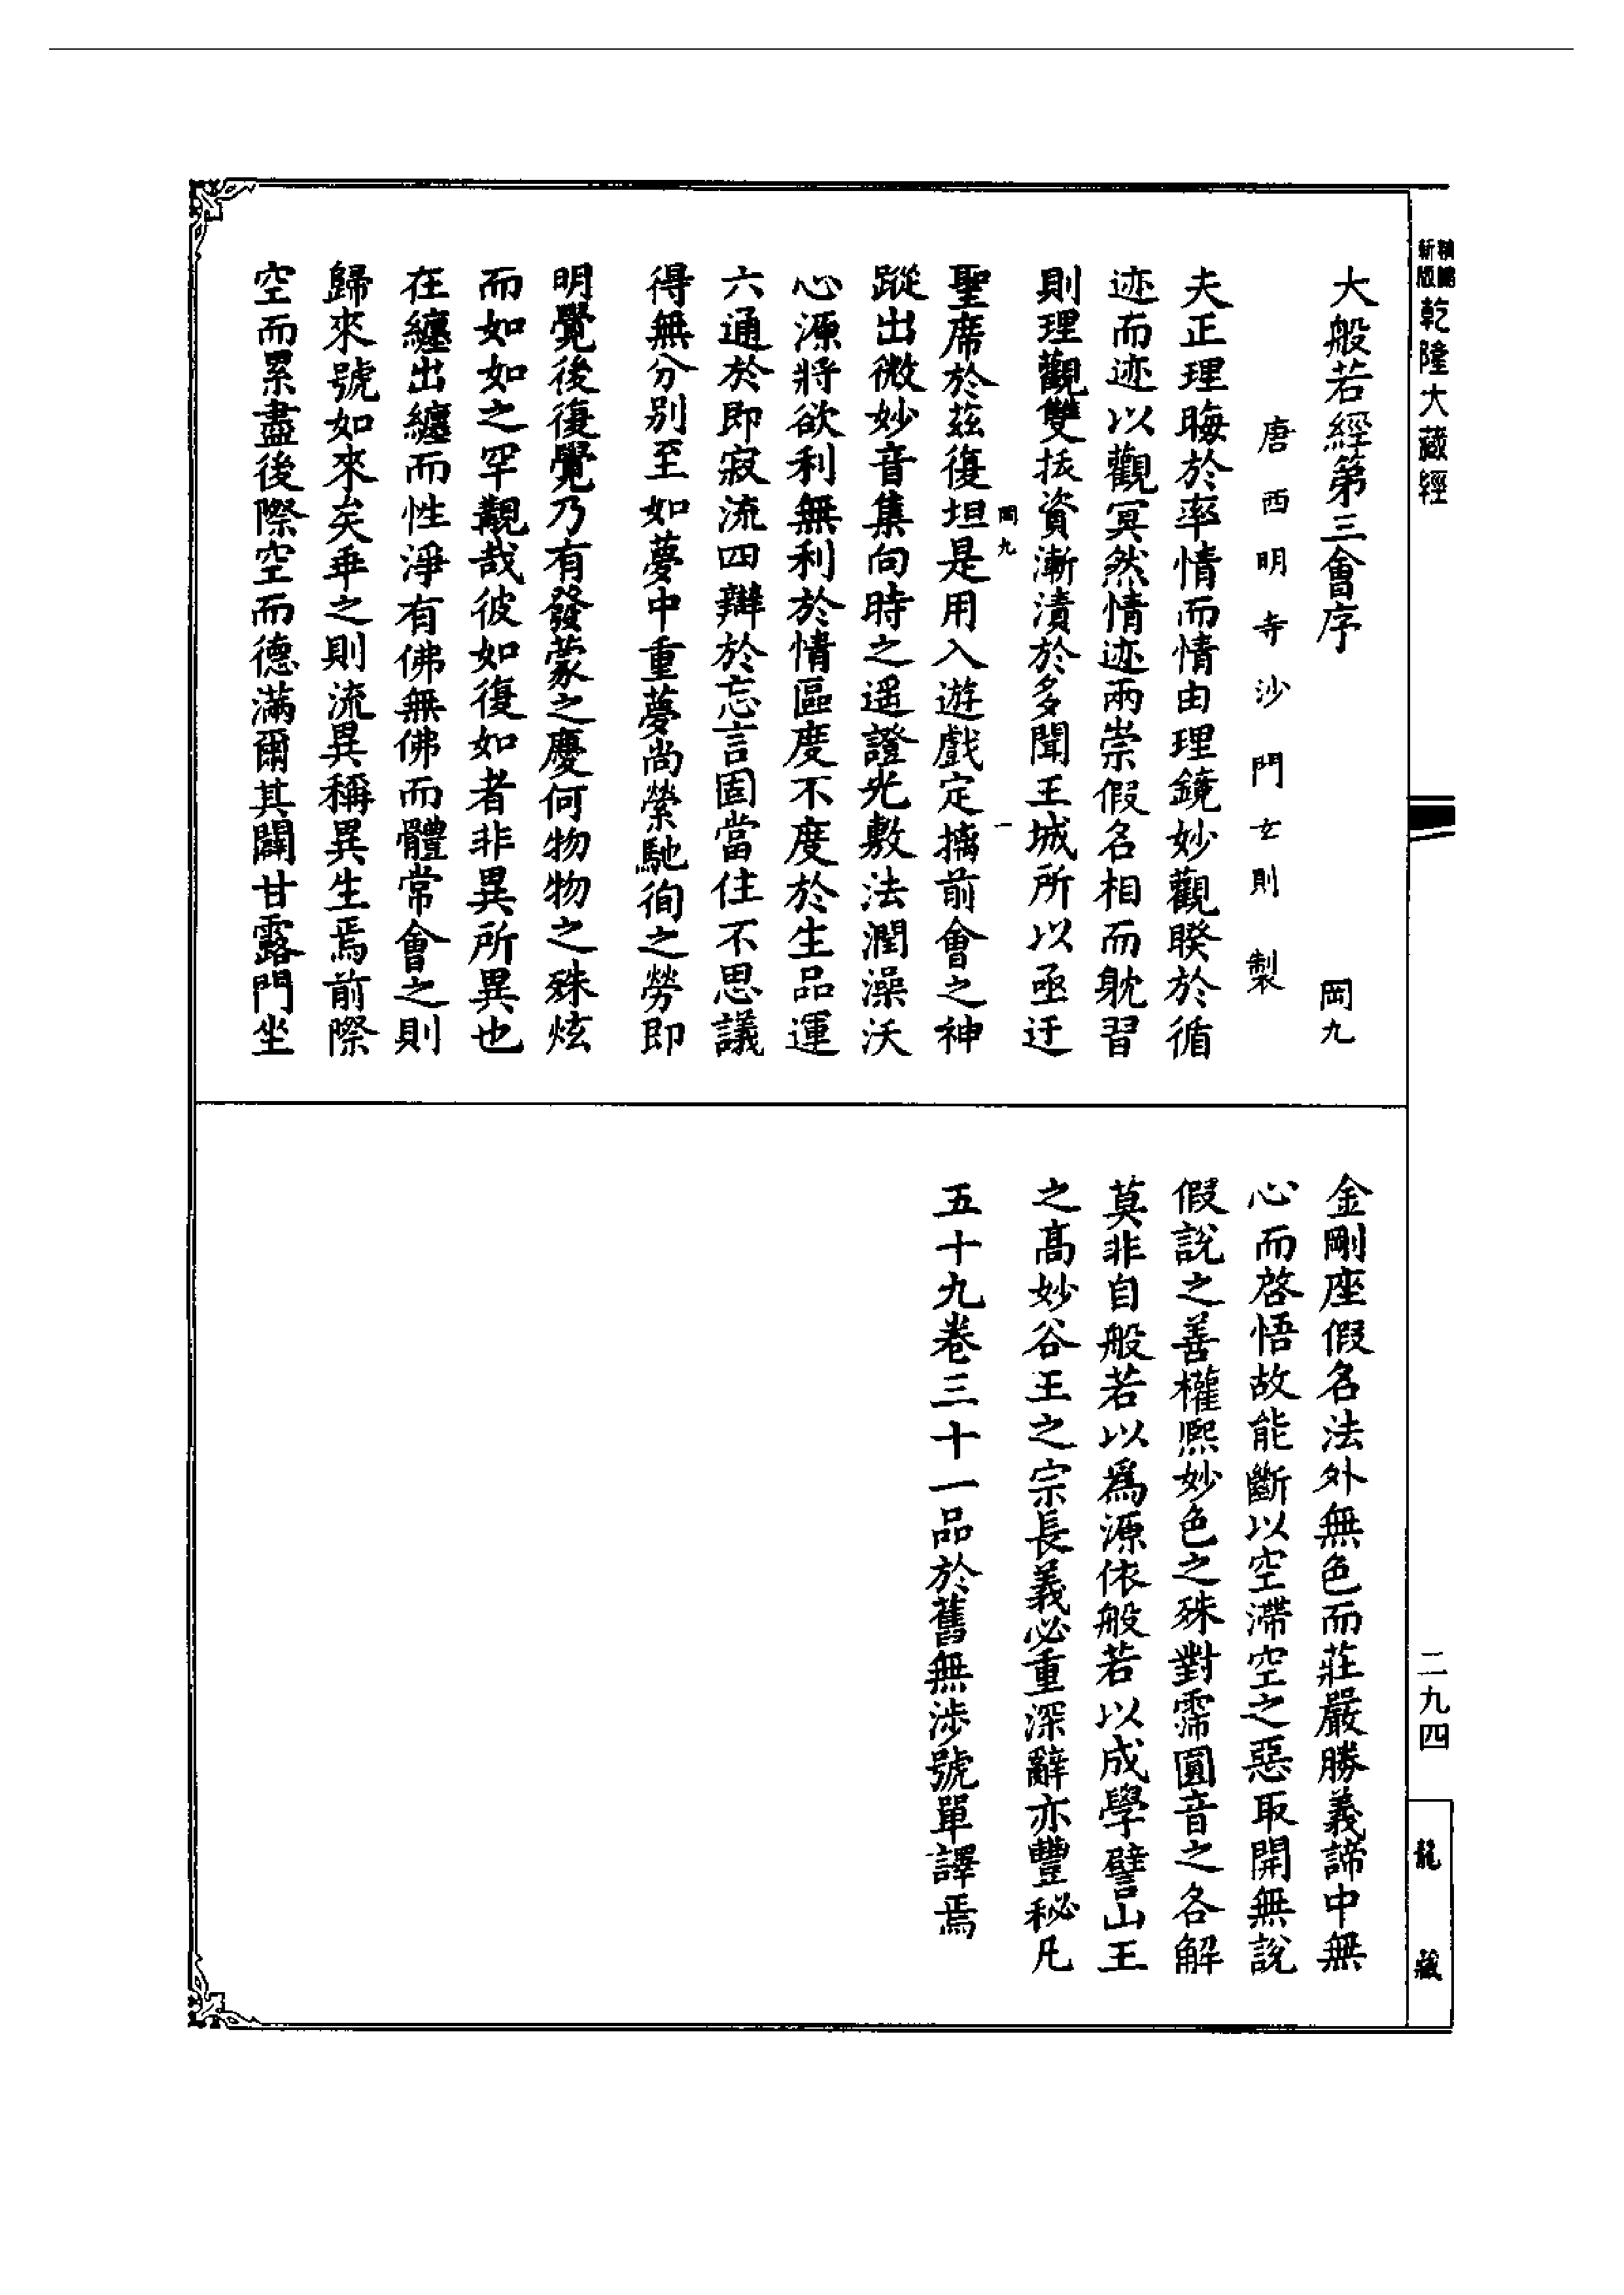 新版精縮乾隆大藏經
大般若經第三會序 岡九
唐西明寺沙門玄則製
夫正理晦於率情而情由理鏡妙觀睽於循
迹而迹以觀冥然情迹兩崇假名相而躭習
則理觀雙拔資漸漬於多聞王城所以亟迂
岡九 一
聖席於茲復坦是用入遊戲定摛前會之神
蹤出微妙音集向時之遥證光敷法潤澡沃
心源將欲利無利於情區度不度於生品運
六通於即寂流四辯於忘言固當住不思議
得無分別至如夢中重夢尚縈馳徇之勞即
明覺後復覺乃有發蒙之慶何物物之殊炫
而如如之罕覯哉彼如復如者非異所異也
在纏出纏而性淨有佛無佛而體常會之則
歸來號如來矣乖之則流異稱異生焉前際
空而累盡後際空而德滿爾其闢甘露門坐
金剛座假名法外無色而莊嚴勝義諦中無
心而啓悟故能斷以空滯空之惡取開無說
假說之善權熙妙色之殊對霈圓音之各解
莫非自般若以為源依般若以成學譬山王
之髙妙谷王之宗長義必重深辭亦豐秘凡
五十九卷三十一品於舊無涉號單譯焉
二九四
龍藏